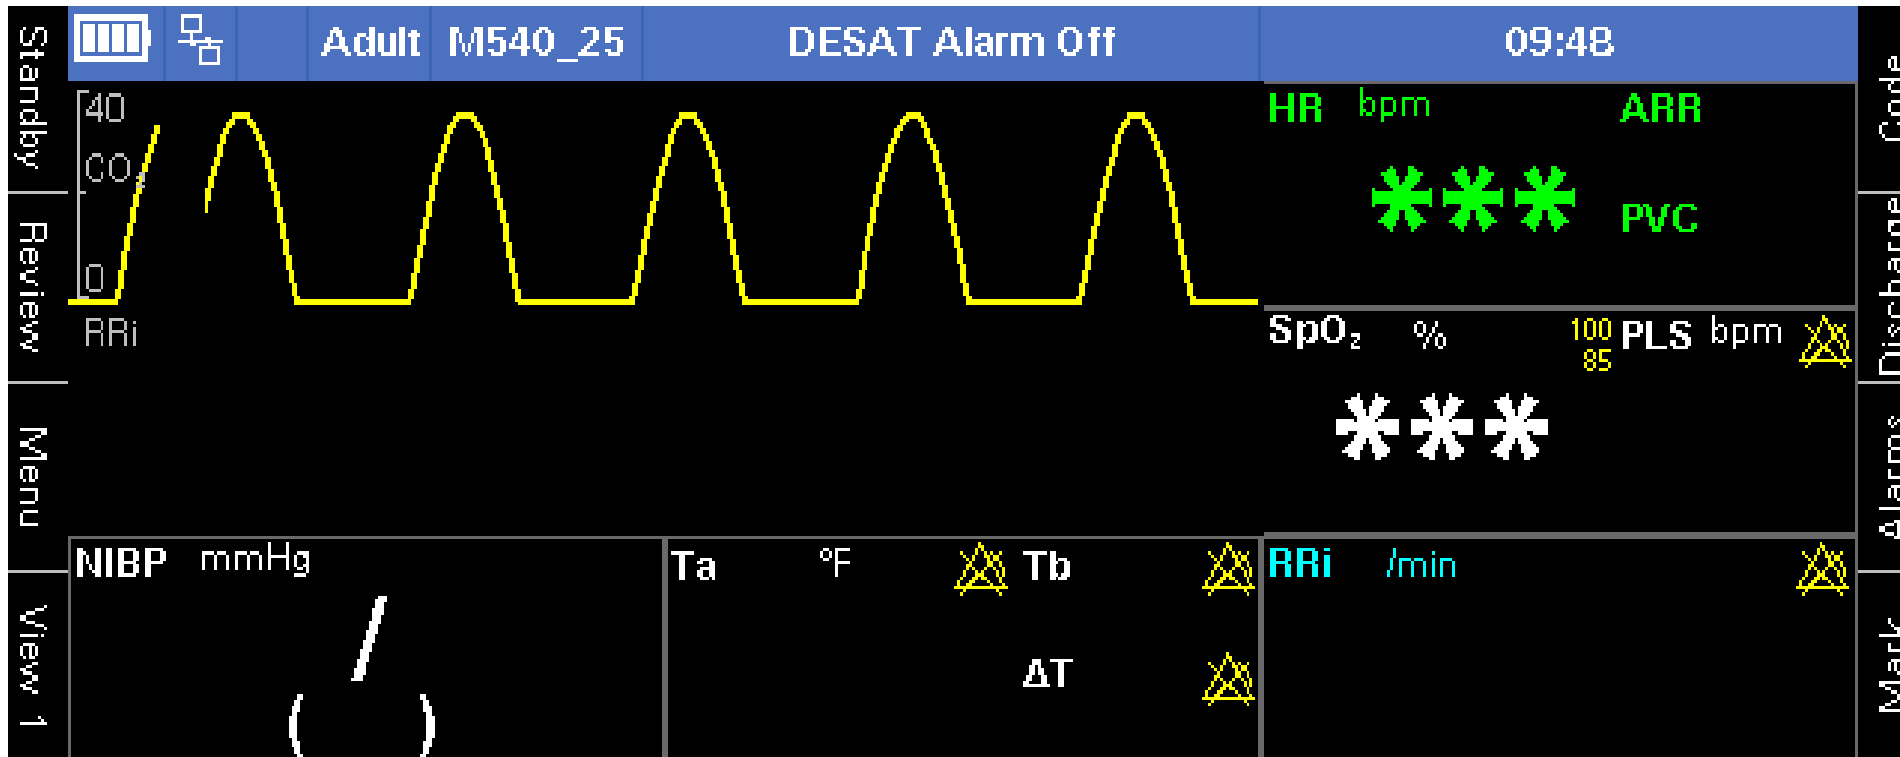 Adult M540_25 DESAT Alarm Off 09:48
Standby
Review
Menu
View 1
40
CO₂
0
RRi
HR bpm ARR
***
PVC
SpO₂ % 100 PLS bpm
85
***
NIBP mmHg
/
( )
Ta °F Tb
ΔT
RRi /min
Code
Discharge
Alarms
Mark